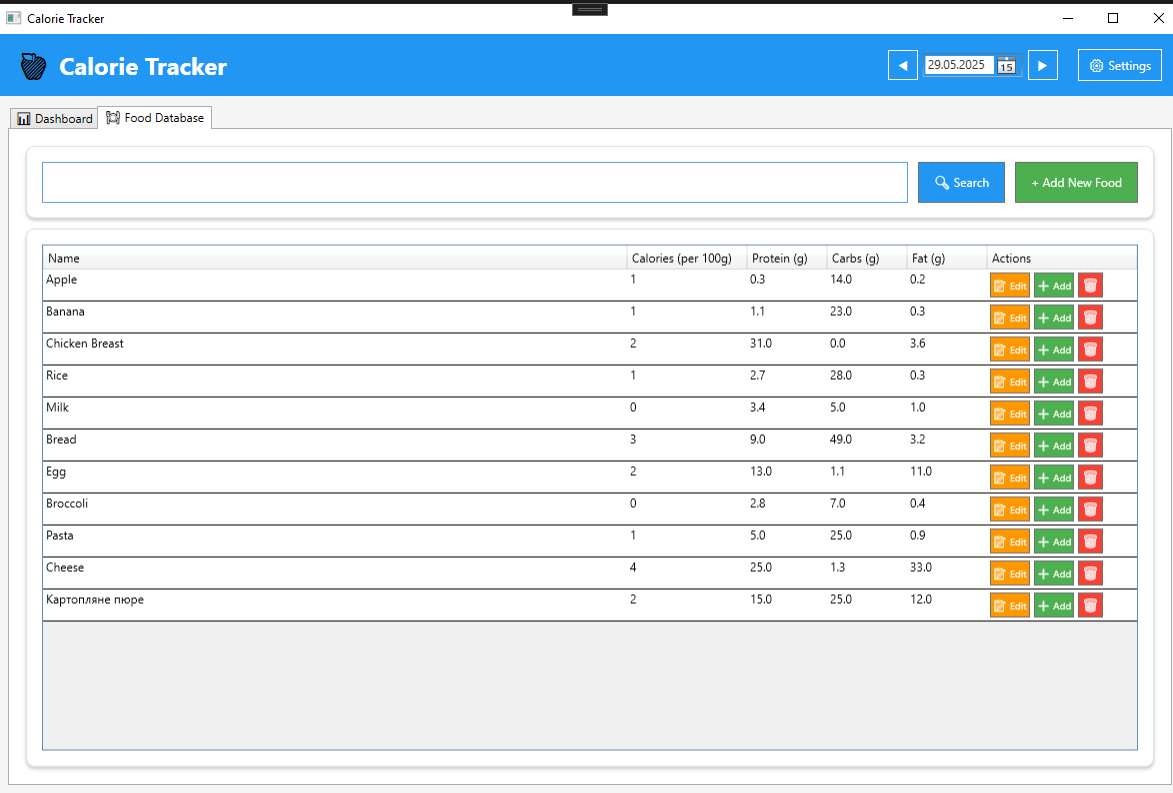 Calorie Tracker
Calorie Tracker
29.05.2025 15 Settings
Dashboard Food Database
Search + Add New Food
Name Calories (per 100g) Protein (g) Carbs (g) Fat (g) Actions
Apple 1 0.3 14.0 0.2 Edit + Add
Banana 1 1.1 23.0 0.3 Edit + Add
Chicken Breast 2 31.0 0.0 3.6 Edit + Add
Rice 1 2.7 28.0 0.3 Edit + Add
Milk 0 3.4 5.0 1.0 Edit + Add
Bread 3 9.0 49.0 3.2 Edit + Add
Egg 2 13.0 1.1 11.0 Edit + Add
Broccoli 0 2.8 7.0 0.4 Edit + Add
Pasta 1 5.0 25.0 0.9 Edit + Add
Cheese 4 25.0 1.3 33.0 Edit + Add
Картопляне пюре 2 15.0 25.0 12.0 Edit + Add